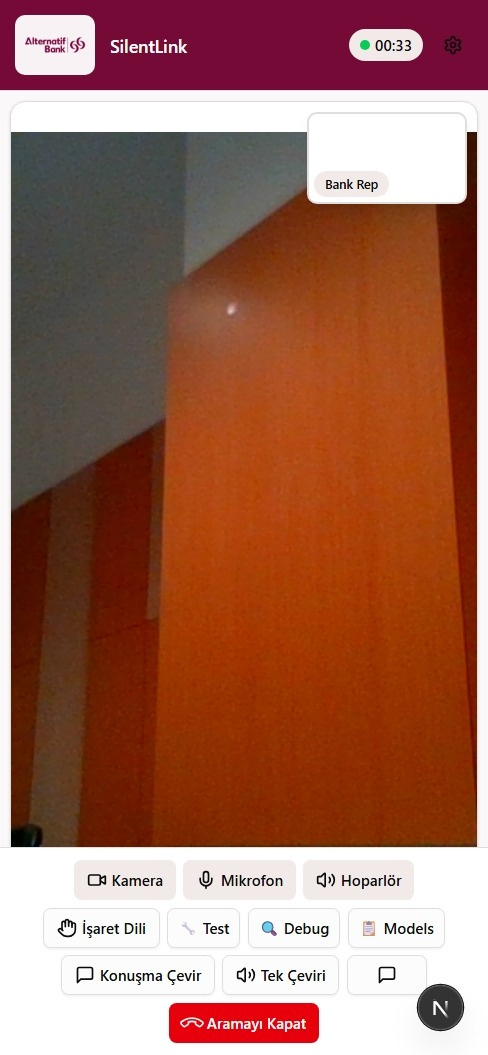 Alternatif
Bank
SilentLink
00:33
Bank Rep
Kamera
Mikrofon
Hoparlör
İşaret Dili
Test
Debug
Models
Konuşma Çevir
Tek Çeviri
N
Aramayı Kapat